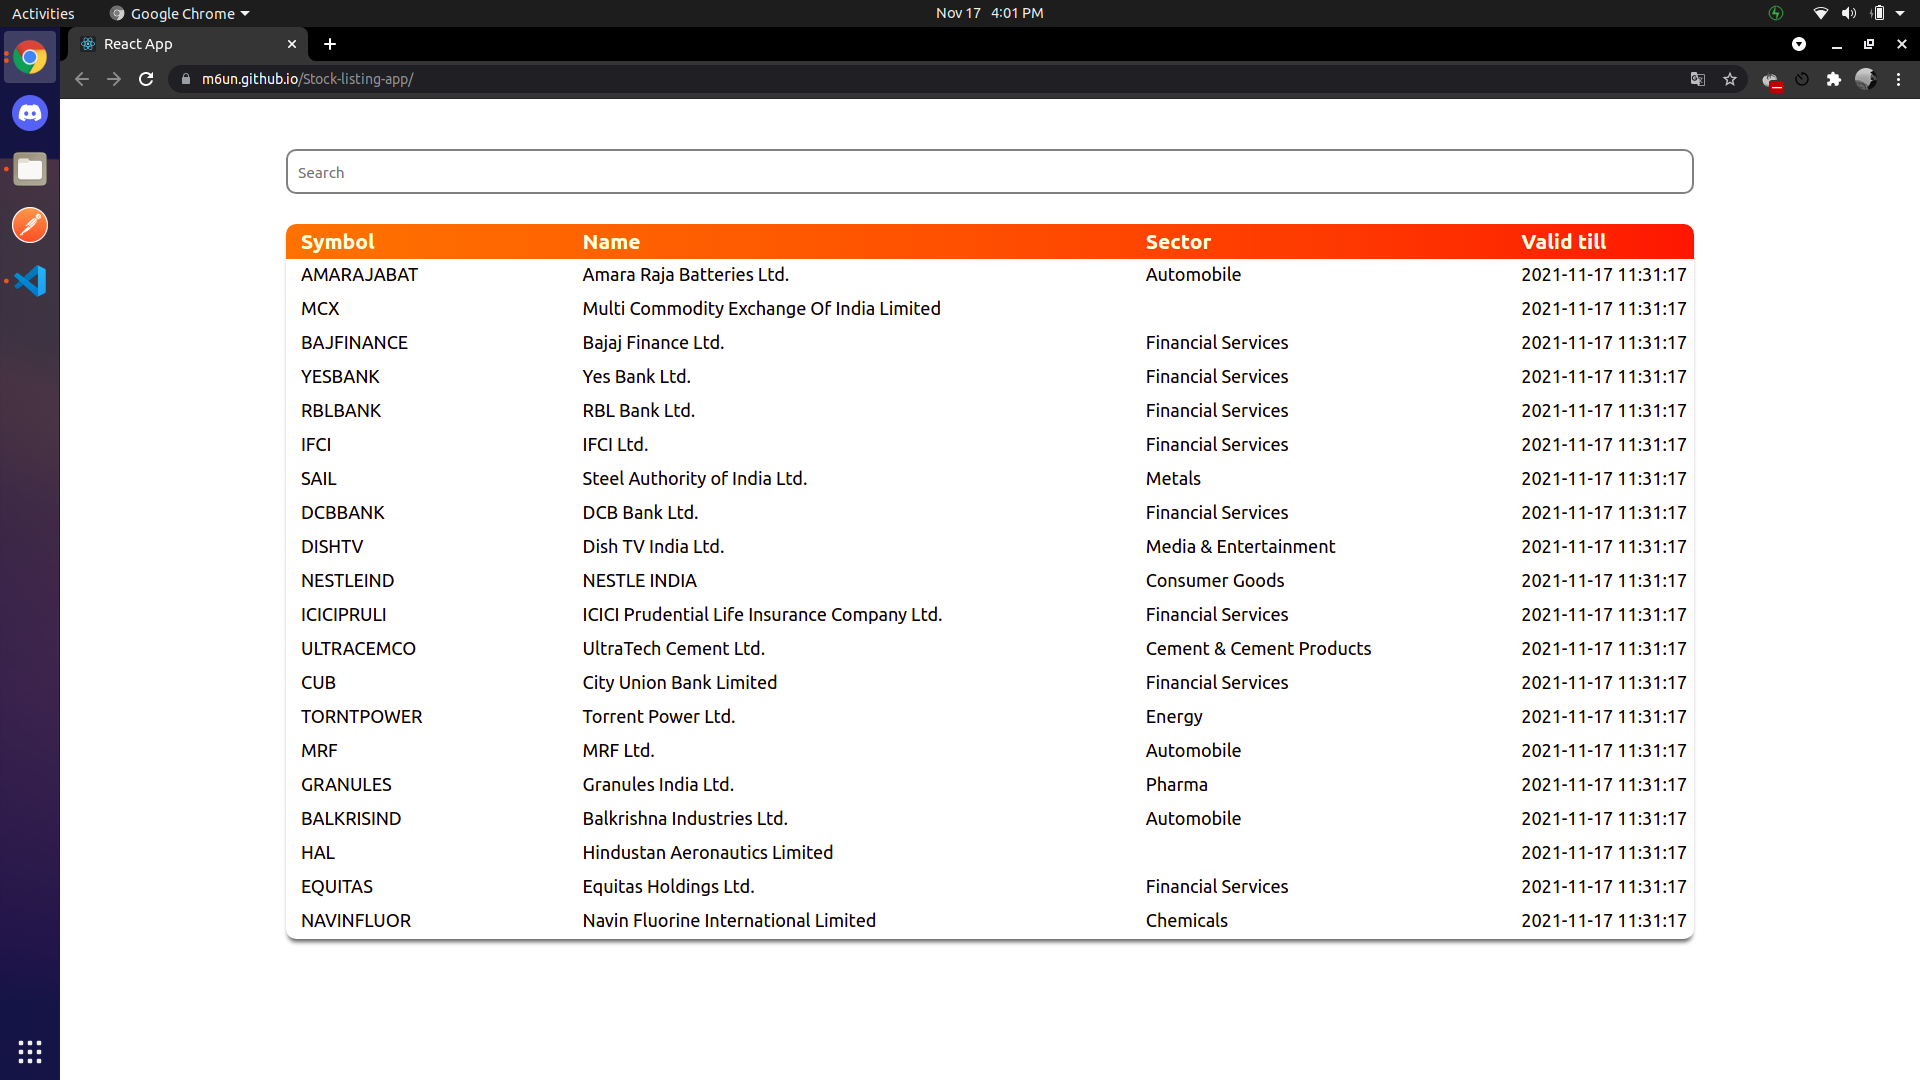 Activities Google Chrome Nov 17 4:01 PM
React App
m6un.github.io/Stock-listing-app/
Search
Symbol Name Sector Valid till
AMARAJABAT Amara Raja Batteries Ltd. Automobile 2021-11-17 11:31:17
MCX Multi Commodity Exchange Of India Limited 2021-11-17 11:31:17
BAJFINANCE Bajaj Finance Ltd. Financial Services 2021-11-17 11:31:17
YESBANK Yes Bank Ltd. Financial Services 2021-11-17 11:31:17
RBLBANK RBL Bank Ltd. Financial Services 2021-11-17 11:31:17
IFCI IFCI Ltd. Financial Services 2021-11-17 11:31:17
SAIL Steel Authority of India Ltd. Metals 2021-11-17 11:31:17
DCBBANK DCB Bank Ltd. Financial Services 2021-11-17 11:31:17
DISHTV Dish TV India Ltd. Media & Entertainment 2021-11-17 11:31:17
NESTLEIND NESTLE INDIA Consumer Goods 2021-11-17 11:31:17
ICICIPRULI ICICI Prudential Life Insurance Company Ltd. Financial Services 2021-11-17 11:31:17
ULTRACEMCO UltraTech Cement Ltd. Cement & Cement Products 2021-11-17 11:31:17
CUB City Union Bank Limited Financial Services 2021-11-17 11:31:17
TORNTPOWER Torrent Power Ltd. Energy 2021-11-17 11:31:17
MRF MRF Ltd. Automobile 2021-11-17 11:31:17
GRANULES Granules India Ltd. Pharma 2021-11-17 11:31:17
BALKRISIND Balkrishna Industries Ltd. Automobile 2021-11-17 11:31:17
HAL Hindustan Aeronautics Limited 2021-11-17 11:31:17
EQUITAS Equitas Holdings Ltd. Financial Services 2021-11-17 11:31:17
NAVINFLUOR Navin Fluorine International Limited Chemicals 2021-11-17 11:31:17